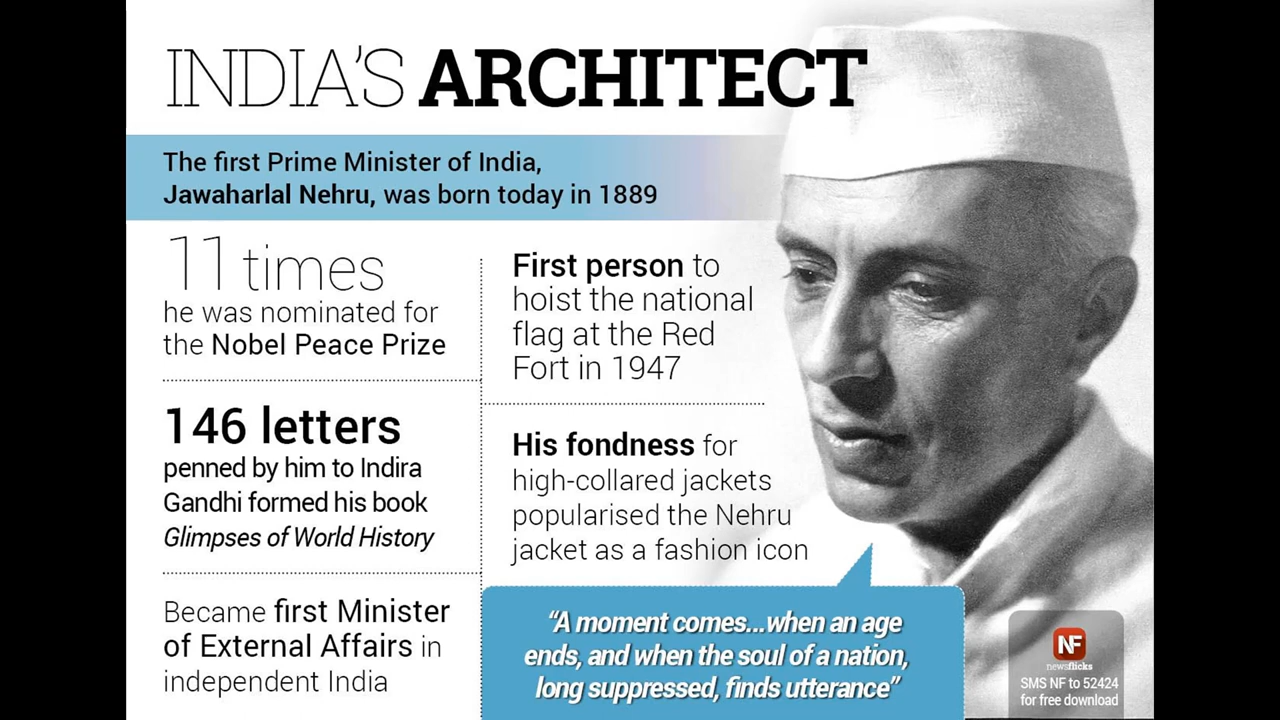 INDIA'S ARCHITECT
The first Prime Minister of India,
Jawaharlal Nehru, was born today in 1889
11 times
he was nominated for
the Nobel Peace Prize
146 letters
penned by him to Indira
Gandhi formed his book
Glimpses of World History
Became first Minister
of External Affairs in
independent India
First person to
hoist the national
flag at the Red
Fort in 1947
His fondness for
high-collared jackets
popularised the Nehru
jacket as a fashion icon
“A moment comes...when an age
ends, and when the soul of a nation,
long suppressed, finds utterance”
NF
newsflicks
SMS NF to 52424
for free download